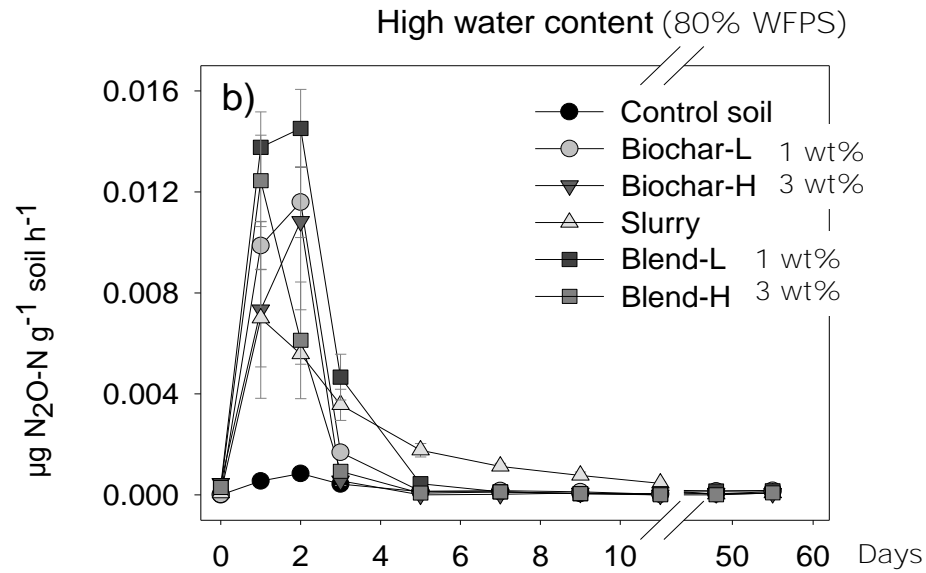 High water content (80% WFPS)
b)
0.016
0.012
0.008
0.004
0.000
µg N2O-N g-1 soil h-1
Control soil
Biochar-L 1 wt%
Biochar-H 3 wt%
Slurry
Blend-L 1 wt%
Blend-H 3 wt%
0 2 4 6 8 10 50 60 Days